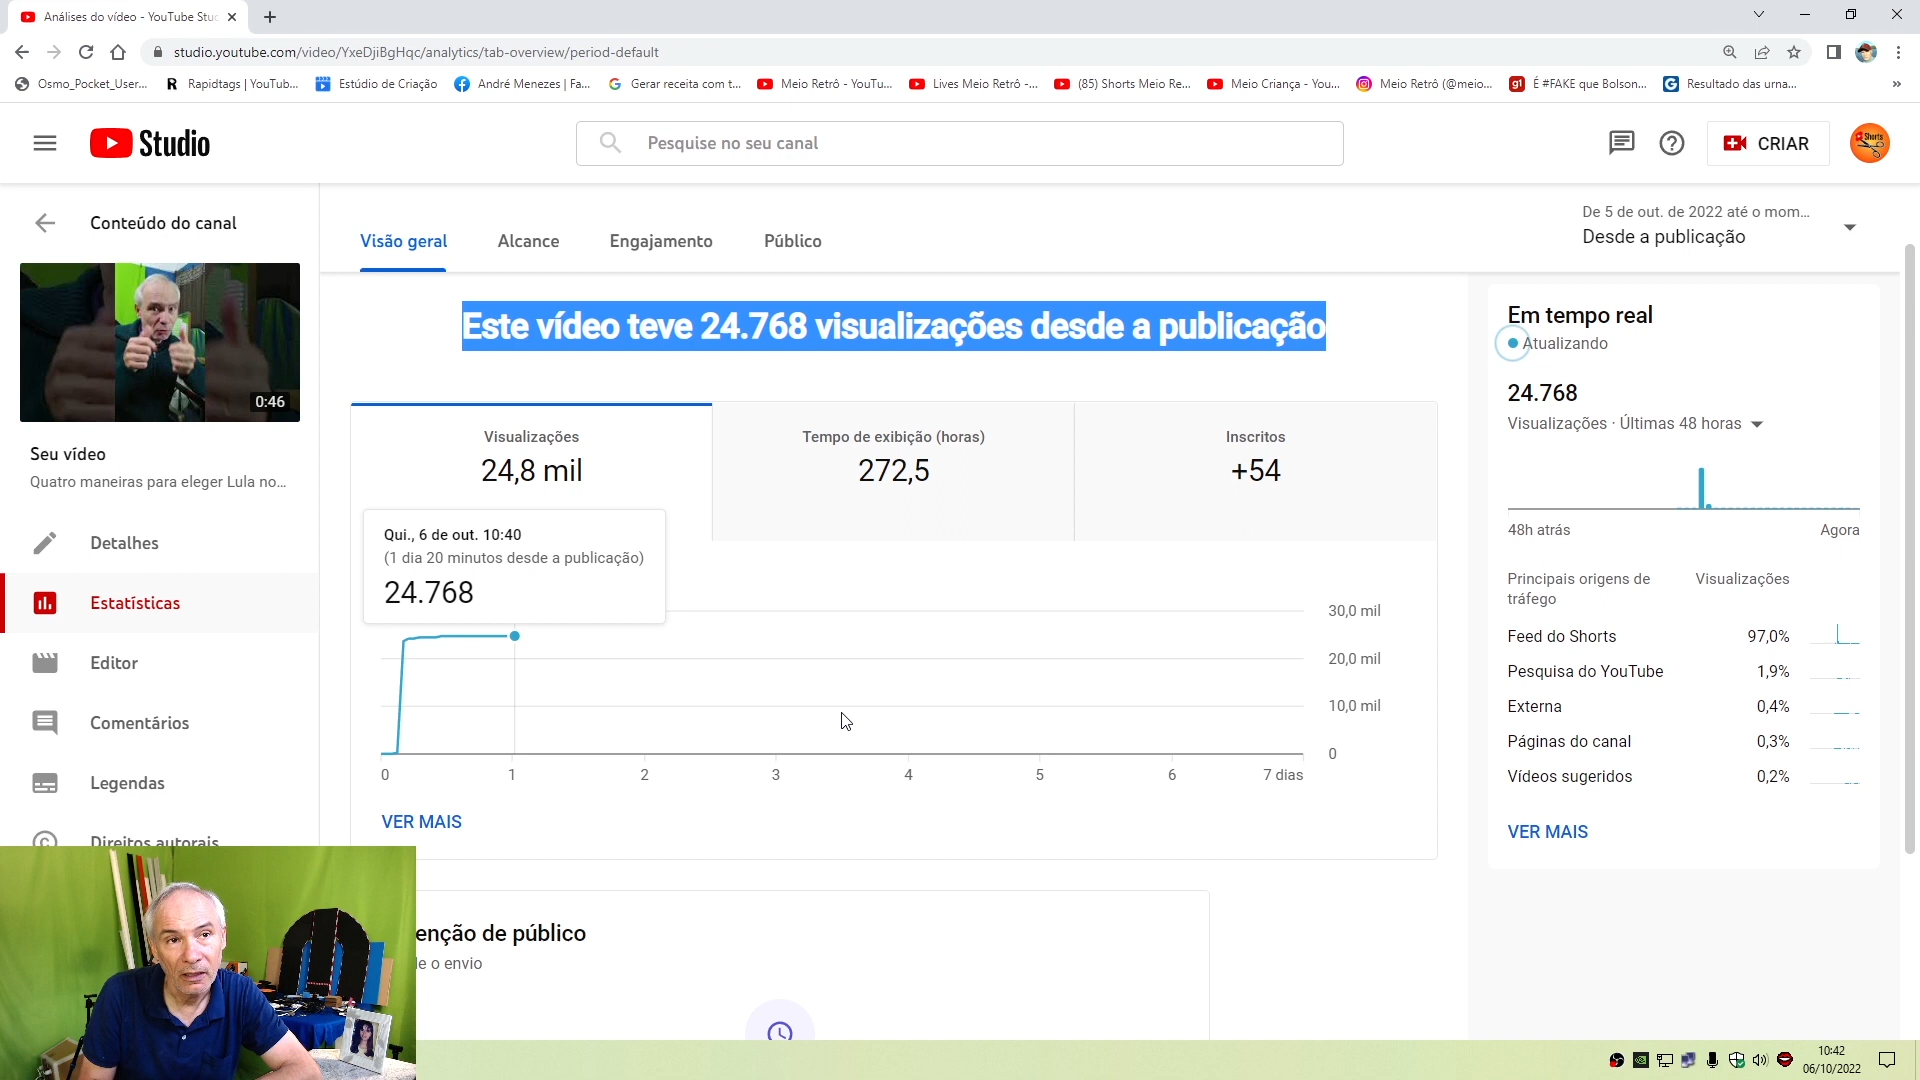 Análises do vídeo - YouTube Stu
studio.youtube.com/video/YxeDjiBgHqc/analytics/tab-overview/period-default
Osmo_Pocket_User...
Rapidtags | YouTub...
Estúdio de Criação
André Menezes | Fa...
Gerar receita com t...
Meio Retrô - YouTu...
Lives Meio Retrô -...
(85) Shorts Meio Re...
Meio Criança - You...
Meio Retrô (@meio...
É #FAKE que Bolson...
Resultado das urna...
Studio
Pesquise no seu canal
CRIAR
Shorts
Conteúdo do canal
0:46
Seu vídeo
Quatro maneiras para eleger Lula no...
Detalhes
Estatísticas
Editor
Comentários
Legendas
Direitos autorais
Visão geral
Alcance
Engajamento
Público
De 5 de out. de 2022 até o mom...
Desde a publicação
Este vídeo teve 24.768 visualizações desde a publicação
Visualizações
24,8 mil
Tempo de exibição (horas)
272,5
Inscritos
+54
Qui., 6 de out. 10:40
(1 dia 20 minutos desde a publicação)
24.768
30,0 mil
20,0 mil
10,0 mil
0
0 1 2 3 4 5 6 7 dias
VER MAIS
enção de público
le o envio
Em tempo real
Atualizando
24.768
Visualizações · Últimas 48 horas
48h atrás
Agora
Principais origens de tráfego
Visualizações
Feed do Shorts 97,0%
Pesquisa do YouTube 1,9%
Externa 0,4%
Páginas do canal 0,3%
Vídeos sugeridos 0,2%
VER MAIS
10:42
06/10/2022